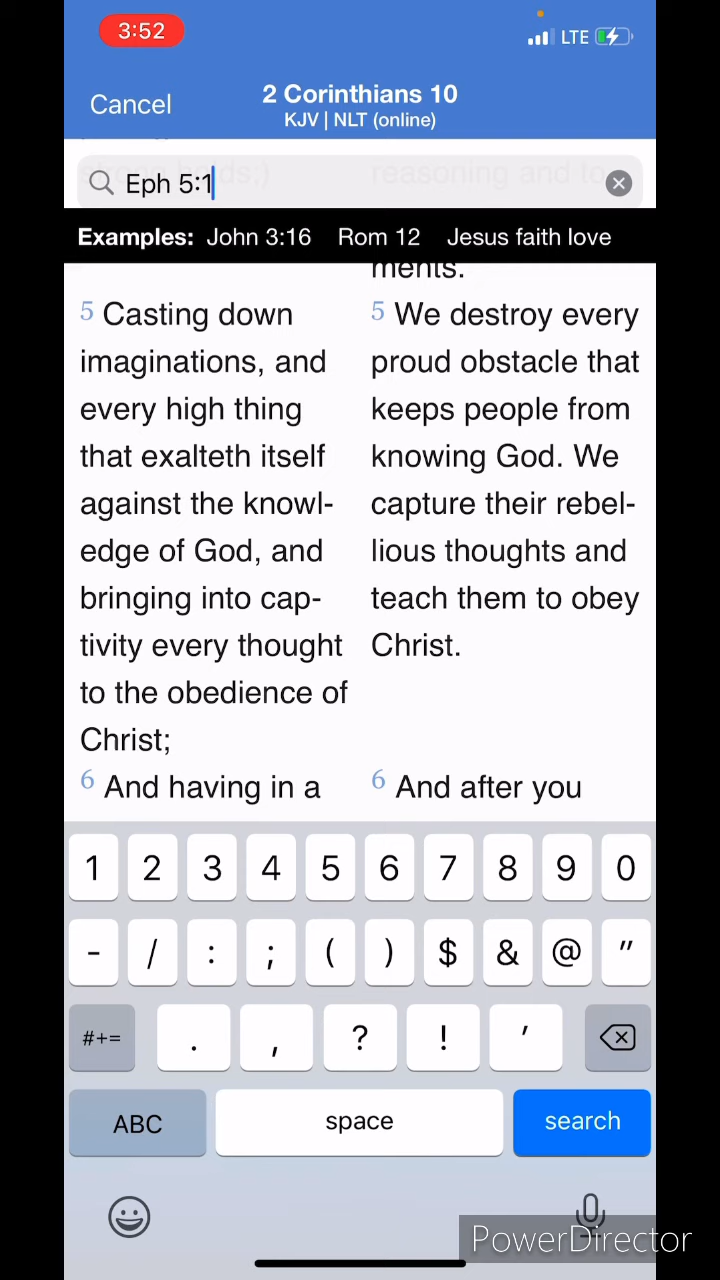 3:52
LTE
Cancel
2 Corinthians 10
KJV | NLT (online)
reasoning and to
Eph 5:1
Examples: John 3:16 Rom 12 Jesus faith love
ments.
5 Casting down
imaginations, and
every high thing
that exalteth itself
against the knowl-
edge of God, and
bringing into cap-
tivity every thought
to the obedience of
Christ;
6 And having in a
5 We destroy every
proud obstacle that
keeps people from
knowing God. We
capture their rebel-
lious thoughts and
teach them to obey
Christ.
6 And after you
1 2 3 4 5 6 7 8 9 0
- / : ; ( ) $ & @ "
#+= . , ? ! '
ABC space search
PowerDirector